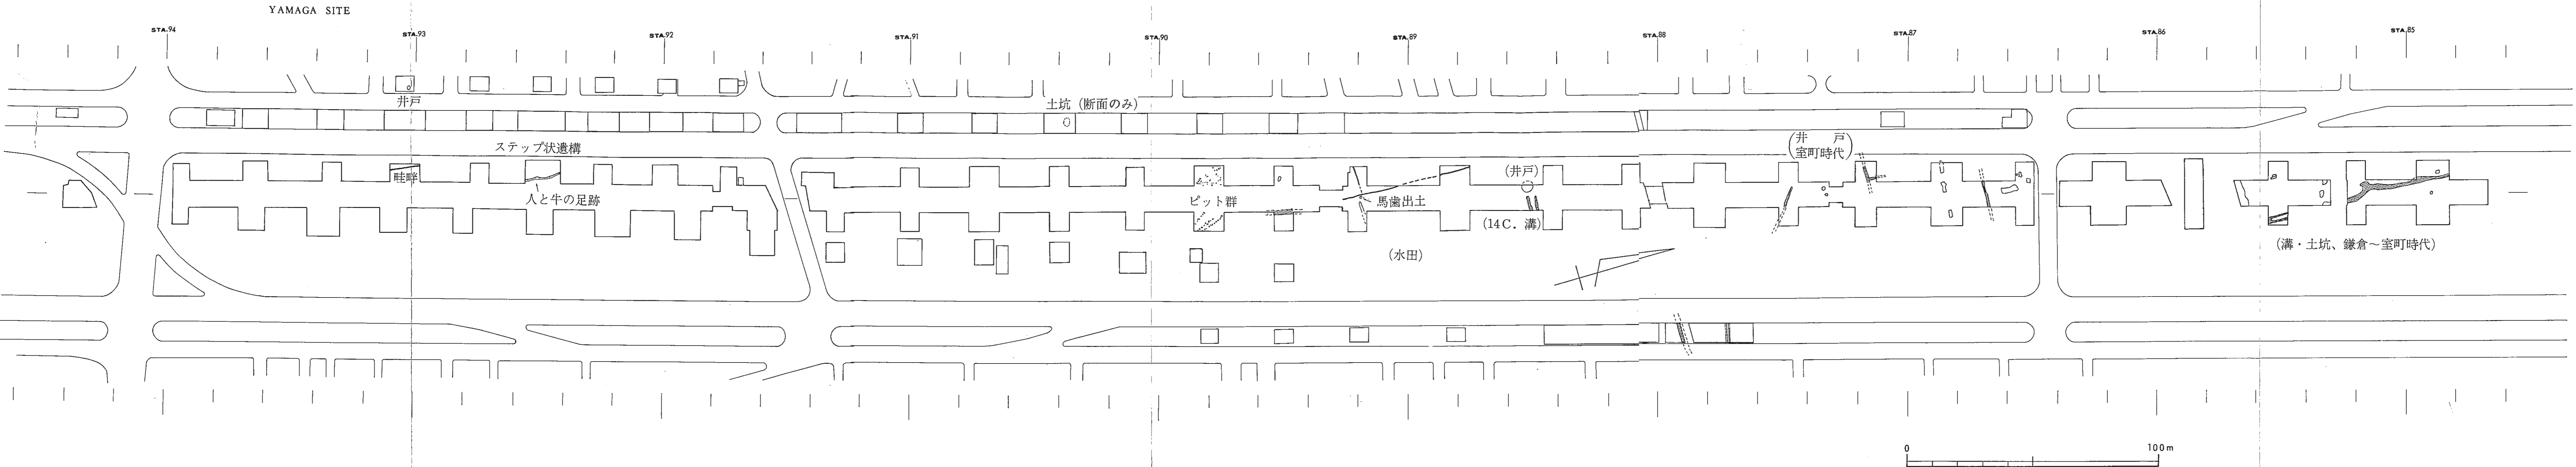 YAMAGA SITE
STA.94
STA.93
STA.92
STA.91
STA.90
STA.89
STA.88
STA.87
STA.86
STA.85
井戸
土坑（断面のみ）
ステップ状遺構
（井戸
室町時代）
畦畔
人と牛の足跡
ピット群
馬歯出土
（井戸）
（14C．溝）
（水田）
（溝・土坑、鎌倉〜室町時代）
0
100m